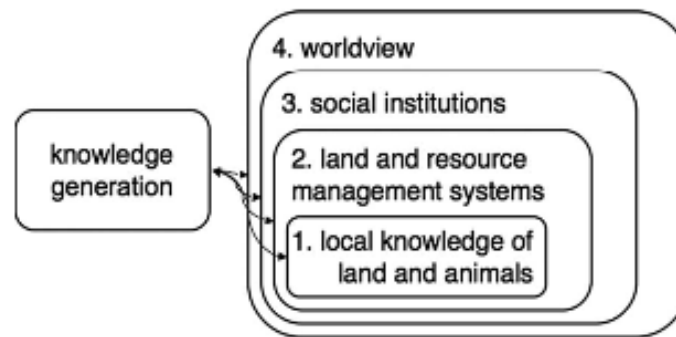 4. worldview
3. social institutions
knowledge
generation
2. land and resource
management systems
1. local knowledge of
land and animals